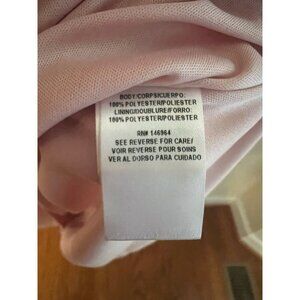 BODY/CORPS/CUERPO:
100% POLYESTER/POLIESTER
LINING/DOUBLURE/FORRO:
100% POLYESTER/POLIESTER
RN# 146964
SEE REVERSE FOR CARE/
VOIR REVERSE POUR SOINS
VER AL DORSO PARA CUIDADO